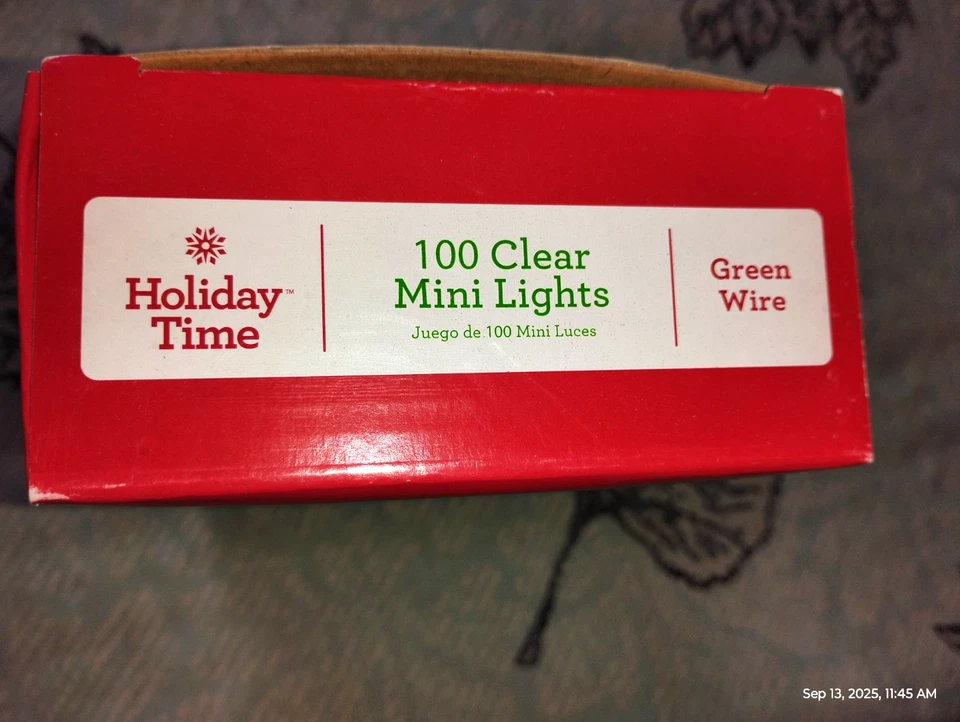 Holiday™
Time
100 Clear
Mini Lights
Juego de 100 Mini Luces
Green
Wire
Sep 13, 2025, 11:45 AM